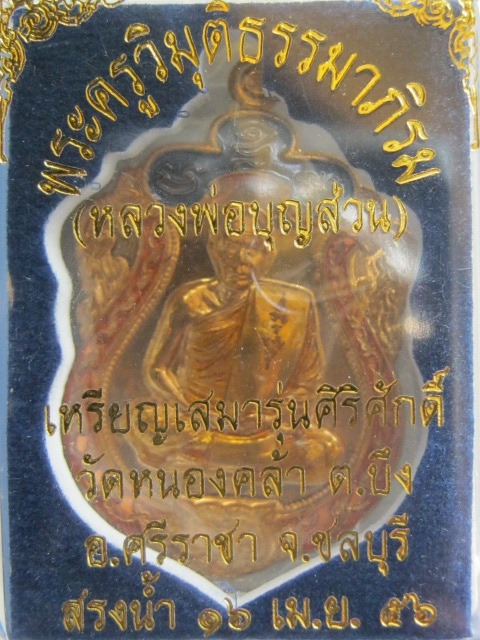 พระครูวิมุติธรรมาภิรม
(หลวงพ่อบุญส่วน)
เหรียญเสมารุ่นศิริศักดิ์
วัดหนองคล้า ต.บึง
อ.ศรีราชา จ.ชลบุรี
สรงน้ำ ๑๖ เม.ย. ๕๖